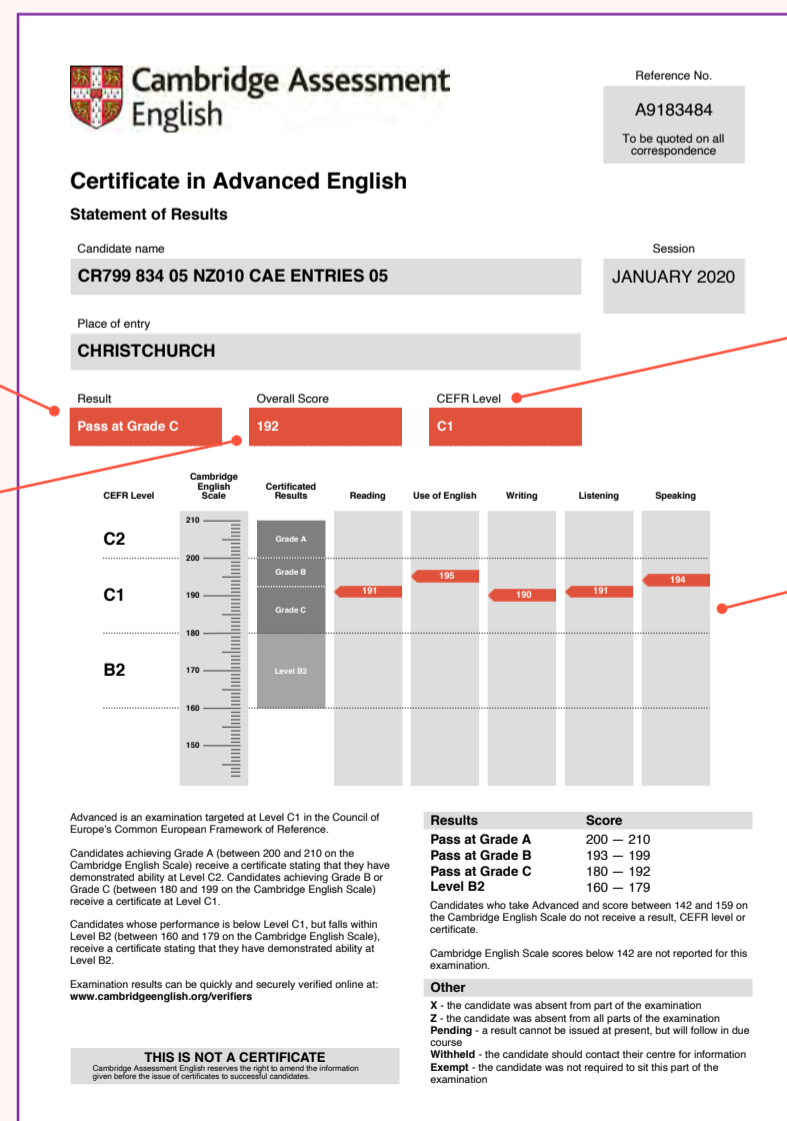 Cambridge Assessment
English
Reference No.
A9183484
To be quoted on all
correspondence
Certificate in Advanced English
Statement of Results
Candidate name
CR799 834 05 NZ010 CAE ENTRIES 05
Session
JANUARY 2020
Place of entry
CHRISTCHURCH
Result
Overall Score
CEFR Level
Pass at Grade C
192
C1
CEFR Level
Cambridge
English
Scale
Certificated
Results
Reading
Use of English
Writing
Listening
Speaking
210
C2
Grade A
200
Grade B
195
194
C1
190
191
190
191
Grade C
180
B2
170
Level B2
160
150
Advanced is an examination targeted at Level C1 in the Council of
Europe's Common European Framework of Reference.
Candidates achieving Grade A (between 200 and 210 on the
Cambridge English Scale) receive a certificate stating that they have
demonstrated ability at Level C2. Candidates achieving Grade B or
Grade C (between 180 and 199 on the Cambridge English Scale)
receive a certificate at Level C1.
Candidates whose performance is below Level C1, but falls within
Level B2 (between 160 and 179 on the Cambridge English Scale),
receive a certificate stating that they have demonstrated ability at
Level B2.
Examination results can be quickly and securely verified online at:
www.cambridgeenglish.org/verifiers
THIS IS NOT A CERTIFICATE
Cambridge Assessment English reserves the right to amend the information
given before the issue of certificates to successful candidates.
Results Score
Pass at Grade A 200 — 210
Pass at Grade B 193 — 199
Pass at Grade C 180 — 192
Level B2 160 — 179
Candidates who take Advanced and score between 142 and 159 on
the Cambridge English Scale do not receive a result, CEFR level or
certificate.
Cambridge English Scale scores below 142 are not reported for this
examination.
Other
X - the candidate was absent from part of the examination
Z - the candidate was absent from all parts of the examination
Pending - a result cannot be issued at present, but will follow in due
course
Withheld - the candidate should contact their centre for information
Exempt - the candidate was not required to sit this part of the
examination